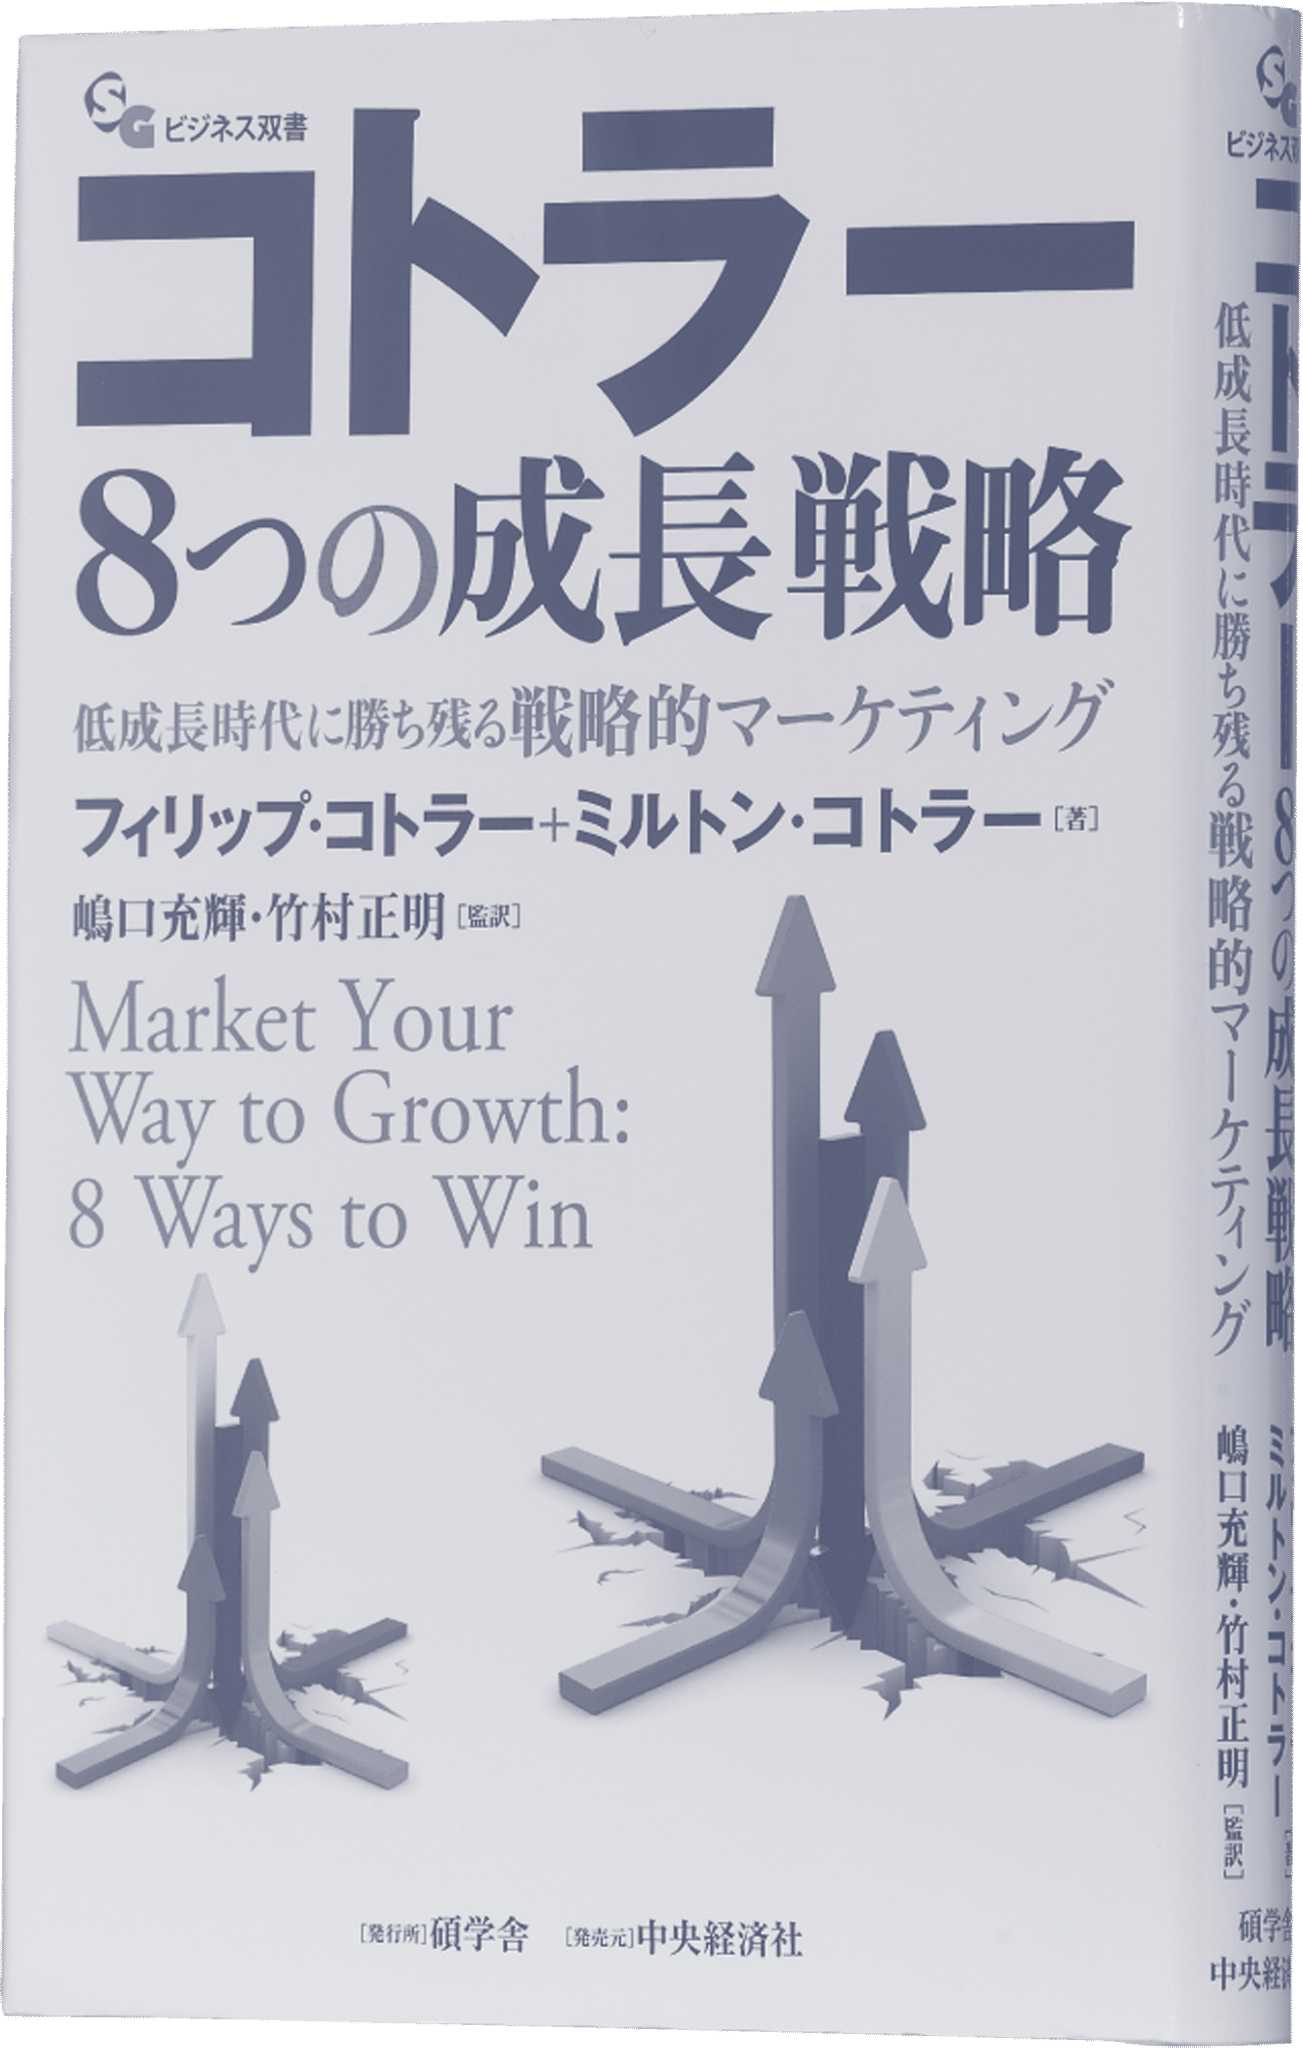 SG ビジネス双書
コトラー
8つの成長戦略
低成長時代に勝ち残る戦略的マーケティング
フィリップ・コトラー+ミルトン・コトラー[著]
嶋口充輝・竹村正明[監訳]
Market Your
Way to Growth:
8 Ways to Win
[発行所]碩学舎 [発売元]中央経済社
SG
ビジネス双
コトラー 8つの成長戦略
低成長時代に勝ち残る戦略的マーケティング
ミルトン・コトラー
嶋口充輝・竹村正明[監訳]
碩学舎
中央経済